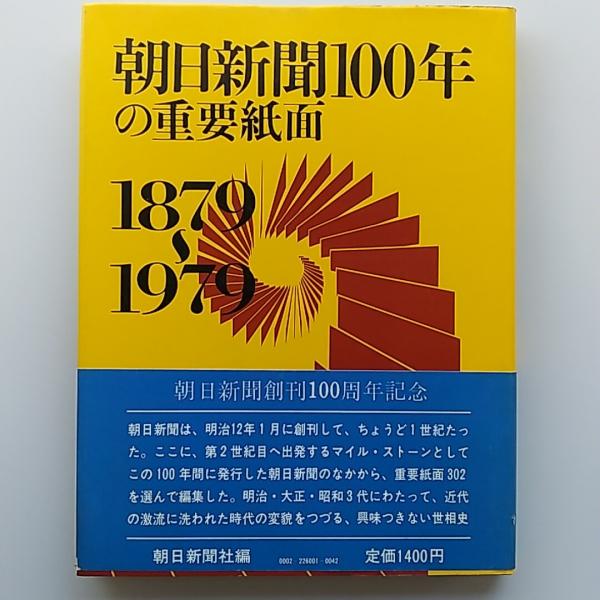 朝日新聞100年
の重要紙面
1879
〜
1979
朝日新聞創刊100周年記念
朝日新聞は、明治12年1月に創刊して、ちょうど1世紀たっ
た。ここに、第2世紀目へ出発するマイル・ストーンとして
この100年間に発行した朝日新聞のなかから、重要紙面302
を選んで編集した。明治・大正・昭和3代にわたって、近代
の激流に洗われた時代の変貌をつづる、興味つきない世相史
朝日新聞社編 0002-226001-0042 定価1400円